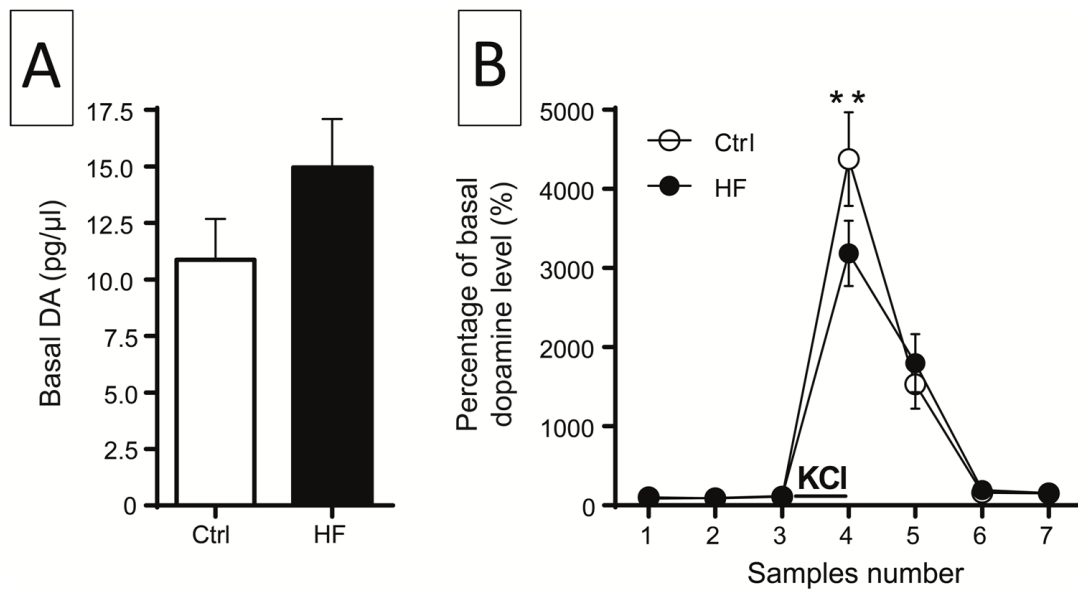 A
17.5
15.0
12.5
10.0
7.5
5.0
2.5
0
Basal DA (pg/µl)
Ctrl
HF
B
5000
4000
3000
2000
1000
0
Percentage of basal
dopamine level (%)
**
Ctrl
HF
KCl
1 2 3 4 5 6 7
Samples number